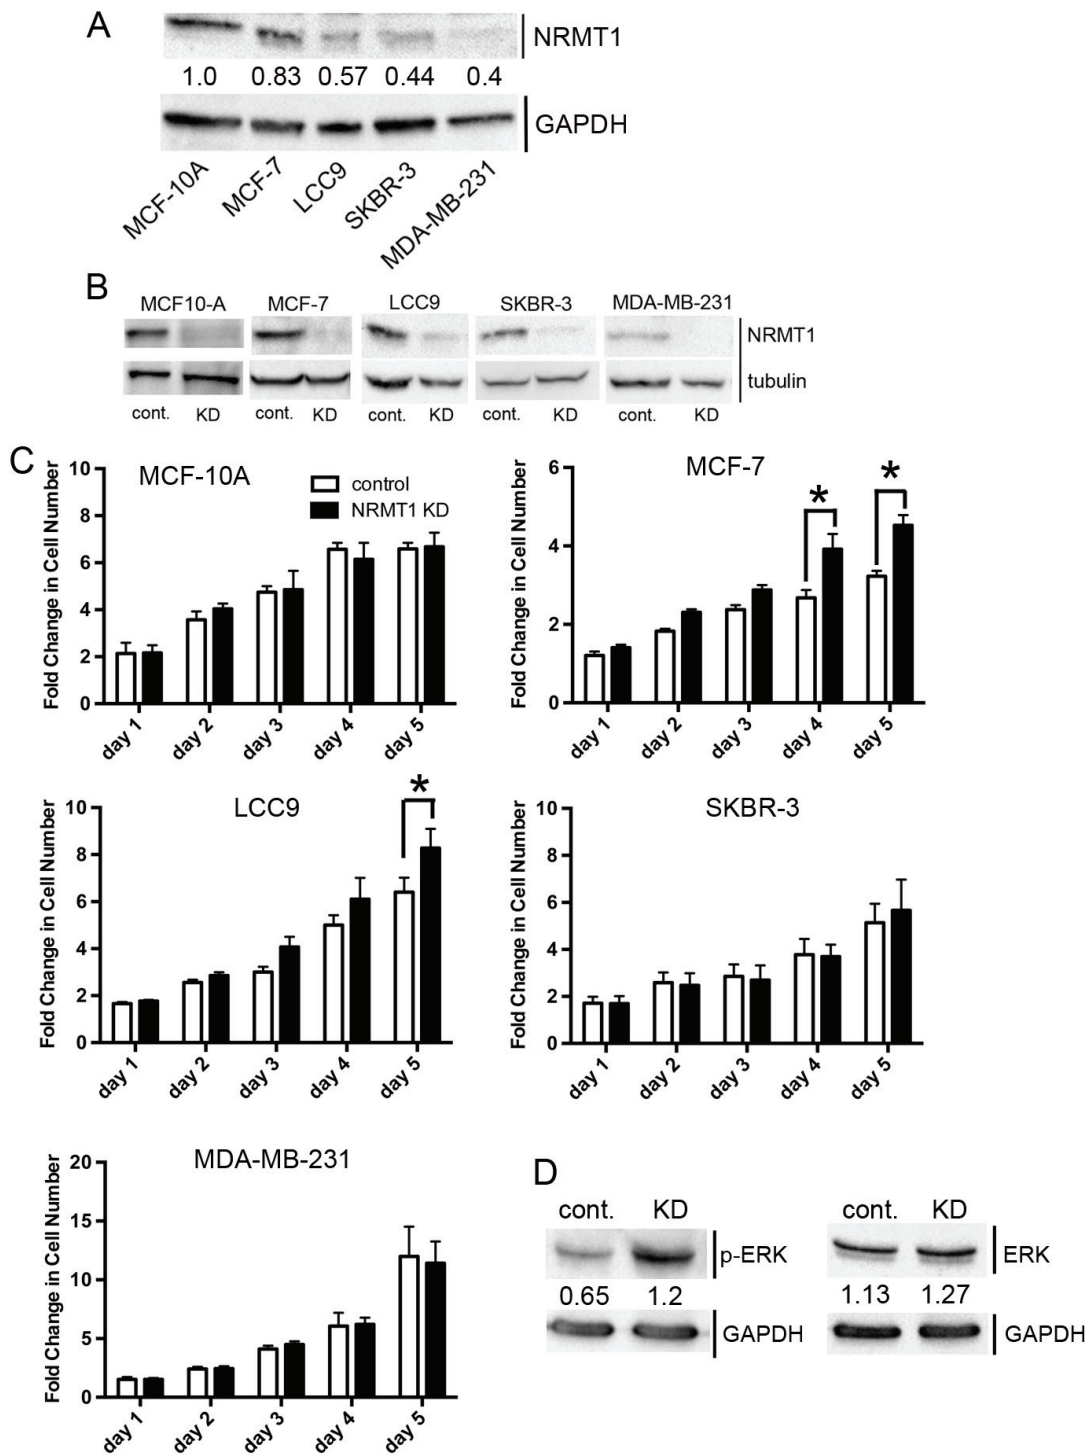 A
NRMT1
1.0 0.83 0.57 0.44 0.4
GAPDH
MCF-10A MCF-7 LCC9 SKBR-3 MDA-MB-231
B
MCF10-A MCF-7 LCC9 SKBR-3 MDA-MB-231
NRMT1
tubulin
cont. KD cont. KD cont. KD cont. KD cont. KD
C
MCF-10A
control
NRMT1 KD
Fold Change in Cell Number
10
8
6
4
2
0
day 1 day 2 day 3 day 4 day 5
MCF-7
* *
Fold Change in Cell Number
6
4
2
0
day 1 day 2 day 3 day 4 day 5
LCC9
*
Fold Change in Cell Number
10
8
6
4
2
0
day 1 day 2 day 3 day 4 day 5
SKBR-3
Fold Change in Cell Number
10
8
6
4
2
0
day 1 day 2 day 3 day 4 day 5
MDA-MB-231
Fold Change in Cell Number
20
15
10
5
0
day 1 day 2 day 3 day 4 day 5
D
cont. KD
p-ERK
0.65 1.2
GAPDH
cont. KD
ERK
1.13 1.27
GAPDH